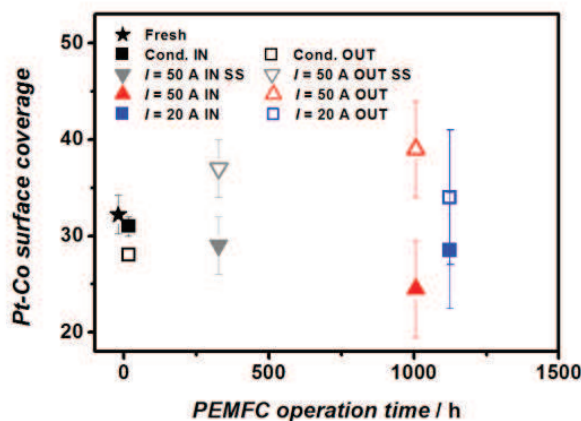 50
★ Fresh
■ Cond. IN □ Cond. OUT
▼ I = 50 A IN SS ▽ I = 50 A OUT SS
▲ I = 50 A IN △ I = 50 A OUT
■ I = 20 A IN □ I = 20 A OUT
40
30
20
Pt-Co surface coverage
0 500 1000 1500
PEMFC operation time / h